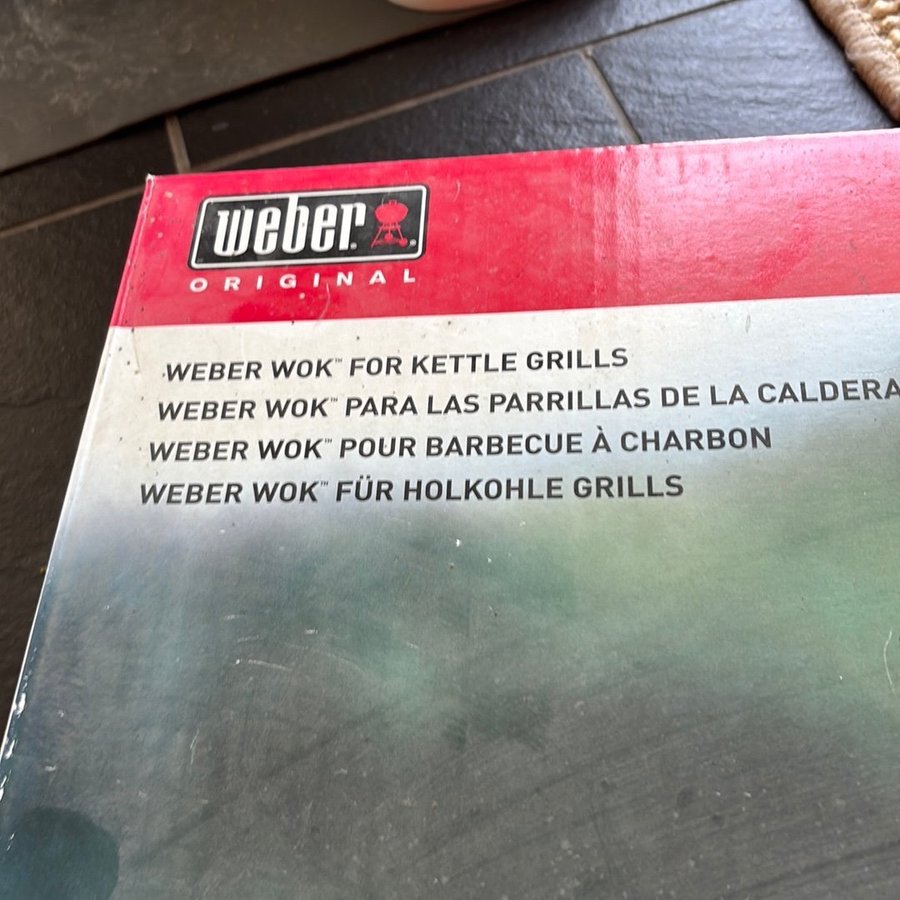 weber
ORIGINAL
WEBER WOK™ FOR KETTLE GRILLS
WEBER WOK™ PARA LAS PARRILLAS DE LA CALDERA
WEBER WOK™ POUR BARBECUE À CHARBON
WEBER WOK™ FÜR HOLKOHLE GRILLS